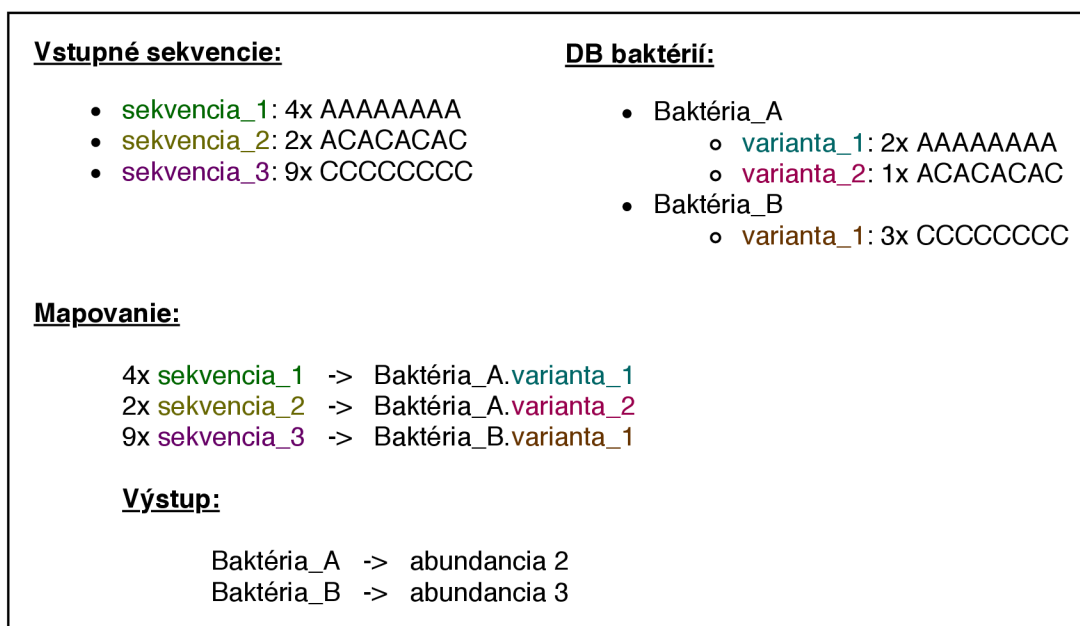 Vstupné sekvencie:
• sekvencia_1: 4x AAAAAAAA
• sekvencia_2: 2x ACACACAC
• sekvencia_3: 9x CCCCCCCC
DB baktérií:
• Baktéria_A
∘ varianta_1: 2x AAAAAAAA
∘ varianta_2: 1x ACACACAC
• Baktéria_B
∘ varianta_1: 3x CCCCCCCC
Mapovanie:
4x sekvencia_1 -> Baktéria_A.varianta_1
2x sekvencia_2 -> Baktéria_A.varianta_2
9x sekvencia_3 -> Baktéria_B.varianta_1
Výstup:
Baktéria_A -> abundancia 2
Baktéria_B -> abundancia 3